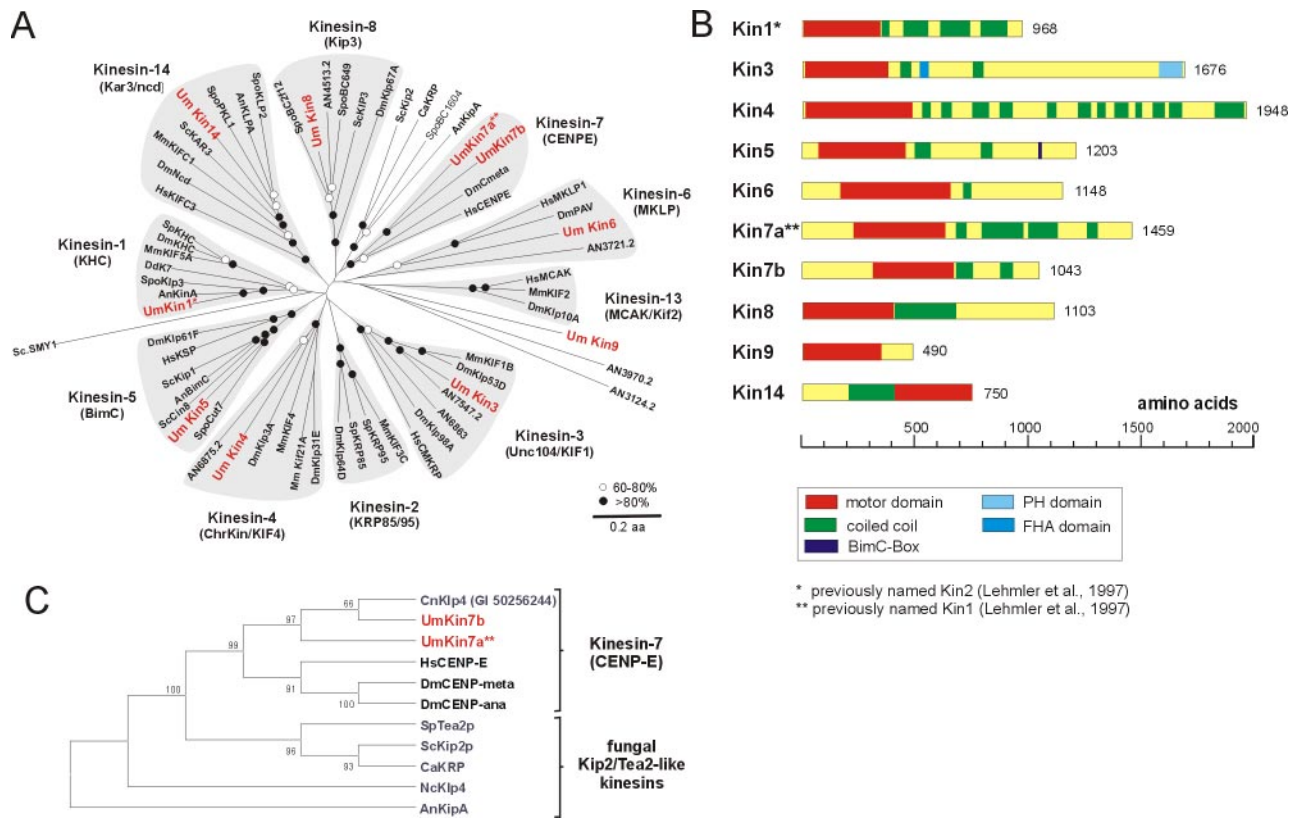 A
Kinesin-8
(Kip3)
Kinesin-14
(Kar3/ncd)
SpoBC2f12
Um Kin8
AN4513.2
SpoBC649
ScKIP3
DmKlp67A
ScKip2
CaKRP
SpoBC1604
AnKipA
SpoKLP2
AnKLPA
SpoPKL1
Um Kin14
ScKAR3
MmKIFC1
DmNcd
HsKIFC3
Kinesin-7
(CENPE)
UmKin7a**
UmKin7b
DmCmeta
HsCENPE
Kinesin-6
(MKLP)
HsMKLP1
DmPAV
Um Kin6
AN3721.2
Kinesin-1
(KHC)
SpKHC
DmKHC
MmKIF5A
DdK7
SpoKlp3
AnKinA
UmKin1*
Sc.SMY1
HsMCAK
MmKIF2
DmKlp10A
Kinesin-13
(MCAK/Kif2)
Um Kin9
AN3970.2
AN3124.2
DmKlp61F
HsKSP
ScKip1
AnBimC
ScCin8
Um Kin5
SpoCut7
Kinesin-5
(BimC)
AN6875.2
Um Kin4
DmKlp3A
MmKIF4
Mm Kif21A
DmKlp31E
Kinesin-4
(ChrKin/KIF4)
DmKlp64D
SpKRP85
SpKRP95
MmKIF3C
Kinesin-2
(KRP85/95)
MmKIF1B
DmKlp53D
Um Kin3
AN7547.2
AN6863
DmKlp98A
HsCMKRP
Kinesin-3
(Unc104/KIF1)
60-80%
>80%
0.2 aa
B
Kin1* 968
Kin3 1676
Kin4 1948
Kin5 1203
Kin6 1148
Kin7a** 1459
Kin7b 1043
Kin8 1103
Kin9 490
Kin14 750
amino acids
500 1000 1500 2000
motor domain
coiled coil
BimC-Box
PH domain
FHA domain
* previously named Kin2 (Lehmler et al., 1997)
** previously named Kin1 (Lehmler et al., 1997)
C
66
97
99
91
100
100
96
93
CnKlp4 (GI 50256244)
UmKin7b
UmKin7a**
HsCENP-E
DmCENP-meta
DmCENP-ana
SpTea2p
ScKip2p
CaKRP
NcKlp4
AnKipA
Kinesin-7
(CENP-E)
fungal
Kip2/Tea2-like
kinesins